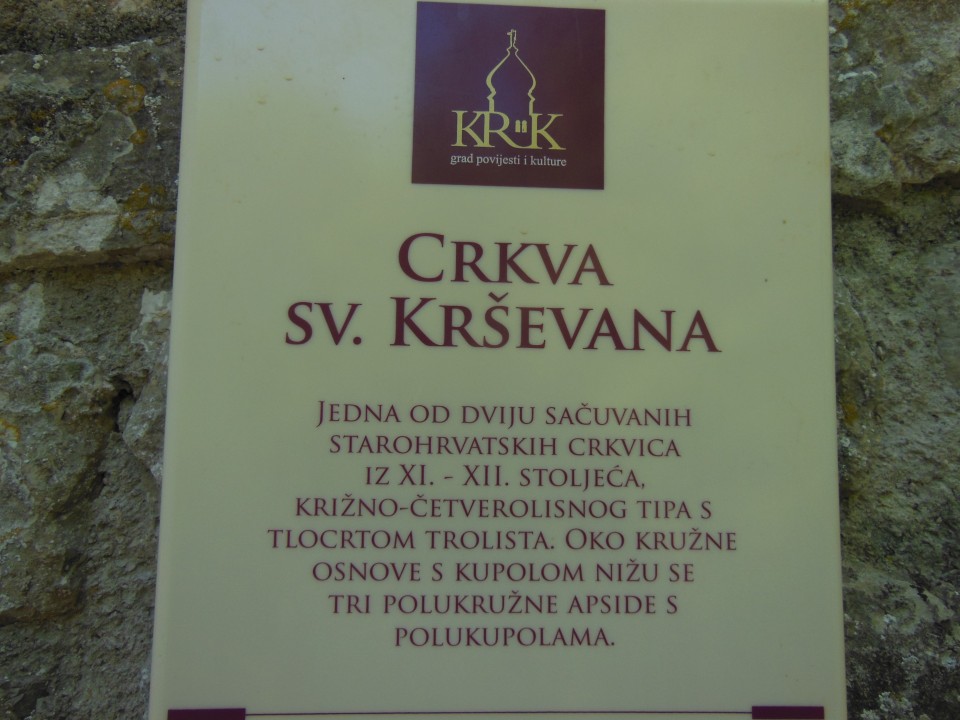 KRK
grad povijesti i kulture
CRKVA
SV. KRŠEVANA
JEDNA OD DVIJU SAČUVANIH
STAROHRVATSKIH CRKVICA
IZ XI. - XII. STOLJEĆA,
KRIŽNO-ČETVEROLISNOG TIPA S
TLOCRTOM TROLISTA. OKO KRUŽNE
OSNOVE S KUPOLOM NIŽU SE
TRI POLUKRUŽNE APSIDE S
POLUKUPOLAMA.